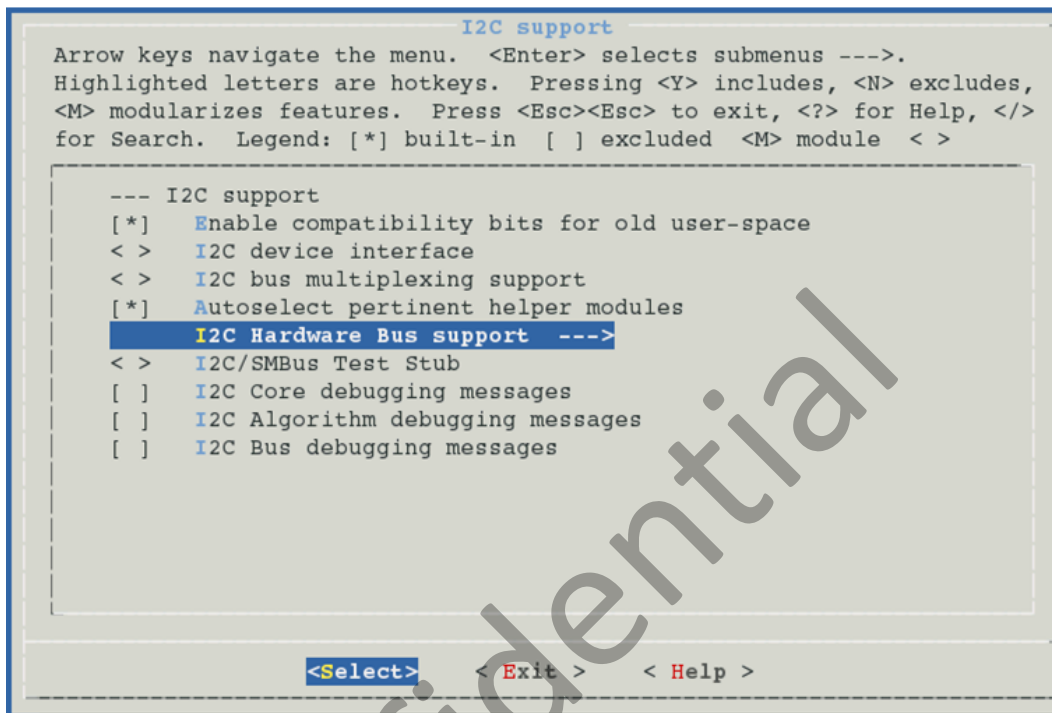 I2C support
Arrow keys navigate the menu.  <Enter> selects submenus --->.
Highlighted letters are hotkeys.  Pressing <Y> includes, <N> excludes,
<M> modularizes features.  Press <Esc><Esc> to exit, <?> for Help, </>
for Search.  Legend: [*] built-in  [ ] excluded  <M> module  < >
--- I2C support
[*]   Enable compatibility bits for old user-space
< >   I2C device interface
< >   I2C bus multiplexing support
[*]   Autoselect pertinent helper modules
I2C Hardware Bus support  --->
< >   I2C/SMBus Test Stub
[ ]   I2C Core debugging messages
[ ]   I2C Algorithm debugging messages
[ ]   I2C Bus debugging messages
<Select>    < Exit >    < Help >
fidential